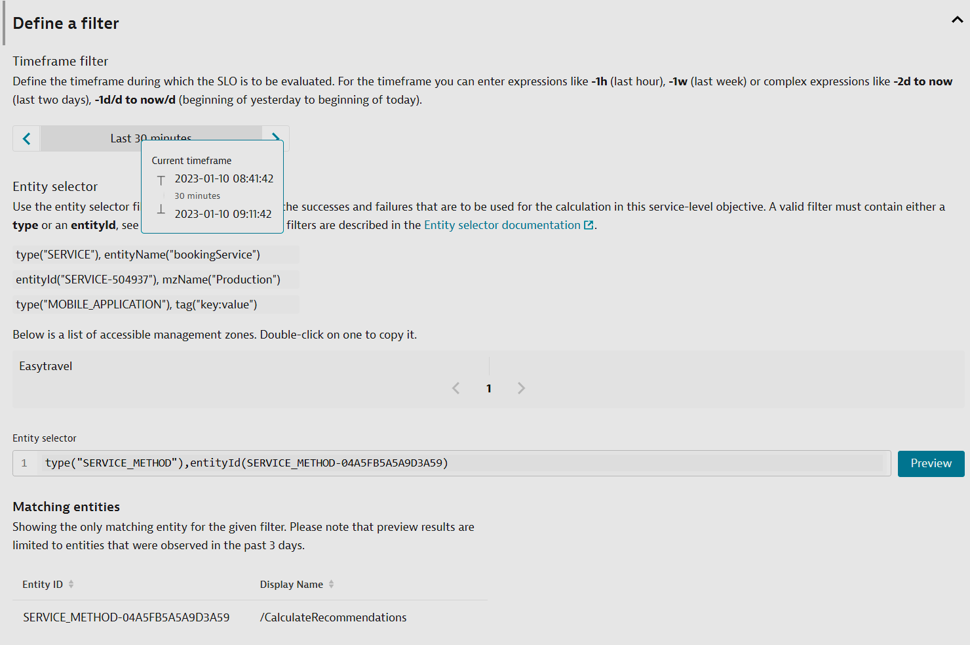 Define a filter
Timeframe filter
Define the timeframe during which the SLO is to be evaluated. For the timeframe you can enter expressions like -1h (last hour), -1w (last week) or complex expressions like -2d to now
(last two days), -1d/d to now/d (beginning of yesterday to beginning of today).
Last 30 minutes
Current timeframe
2023-01-10 08:41:42
30 minutes
2023-01-10 09:11:42
Entity selector
Use the entity selector the successes and failures that are to be used for the calculation in this service-level objective. A valid filter must contain either a
type or an entityId, see filters are described in the Entity selector documentation.
type("SERVICE"), entityName("bookingService")
entityId("SERVICE-504937"), mzName("Production")
type("MOBILE_APPLICATION"), tag("key:value")
Below is a list of accessible management zones. Double-click on one to copy it.
Easytravel
1
Entity selector
1 type("SERVICE_METHOD"),entityId(SERVICE_METHOD-04A5FB5A5A9D3A59)
Preview
Matching entities
Showing the only matching entity for the given filter. Please note that preview results are
limited to entities that were observed in the past 3 days.
Entity ID Display Name
SERVICE_METHOD-04A5FB5A5A9D3A59 /CalculateRecommendations